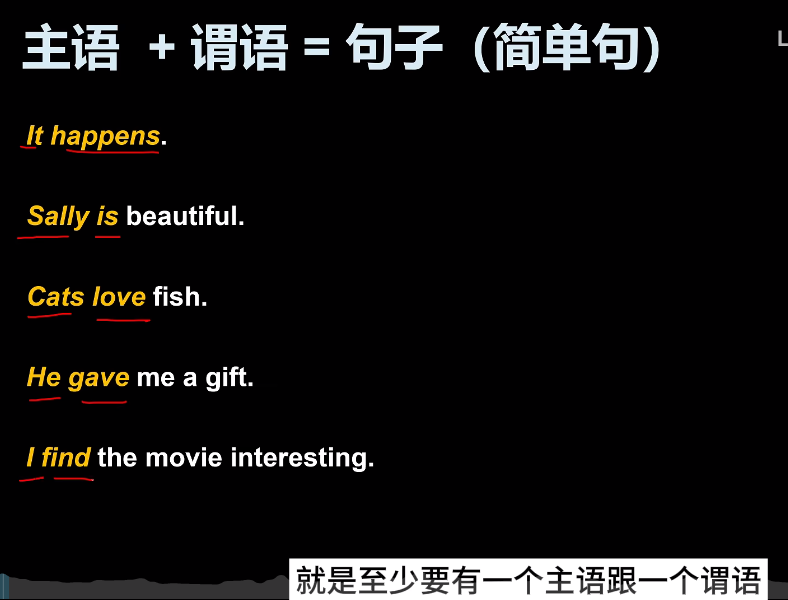 主语 + 谓语 = 句子（简单句）
It happens.
Sally is beautiful.
Cats love fish.
He gave me a gift.
I find the movie interesting.
就是至少要有一个主语跟一个谓语